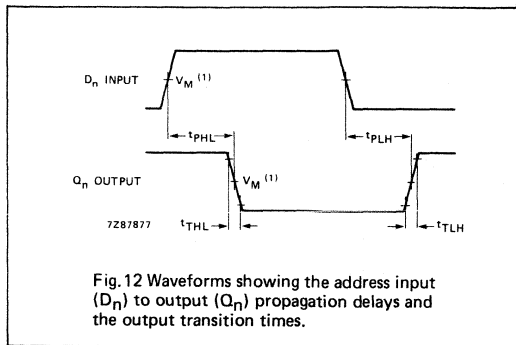 Dn INPUT
VM (1)
tPHL
tPLH
Qn OUTPUT
VM (1)
7Z87877
tTHL
tTLH
Fig.12 Waveforms showing the address input
(Dn) to output (Qn) propagation delays and
the output transition times.